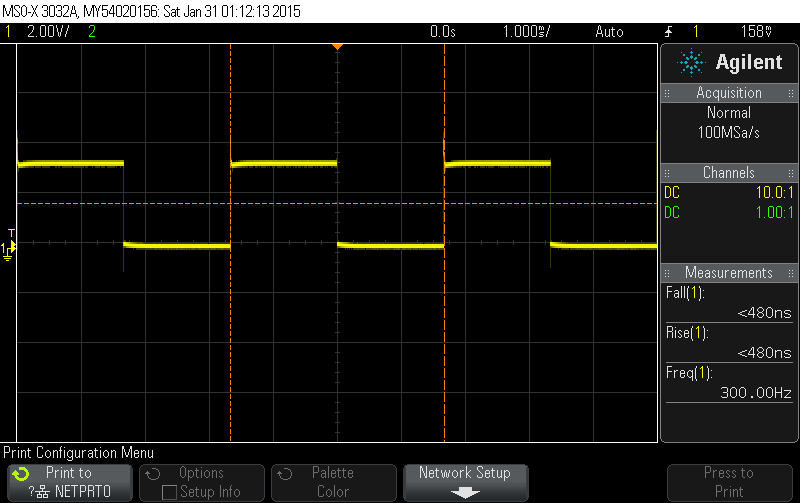 MSO-X 3032A, MY54020156: Sat Jan 31 01:12:13 2015
1 2.00V/ 2 0.0s 1.000ms/ Auto 1 158mV
Agilent
Acquisition
Normal
100MSa/s
Channels
DC 10.0:1
DC 1.00:1
Measurements
Fall(1):
<480ns
Rise(1):
<480ns
Freq(1):
300.00Hz
T
1
Print Configuration Menu
Print to
? NETPRT0
Options
Setup Info
Palette
Color
Network Setup
Press to
Print